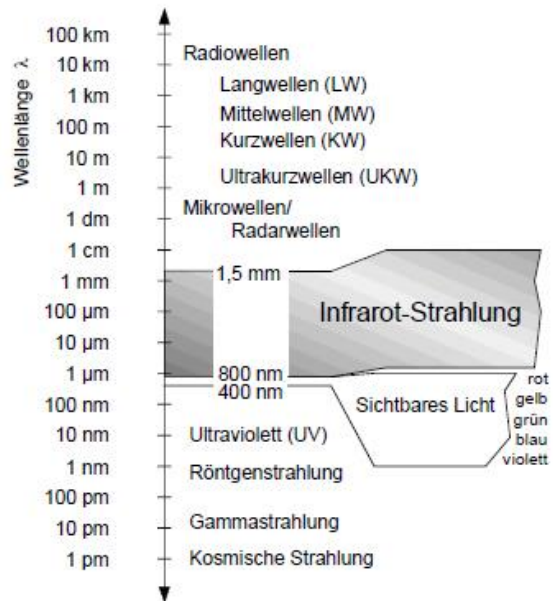 Wellenlänge λ
100 km
10 km
1 km
100 m
10 m
1 m
1 dm
1 cm
1 mm
100 µm
10 µm
1 µm
100 nm
10 nm
1 nm
100 pm
10 pm
1 pm
Radiowellen
Langwellen (LW)
Mittelwellen (MW)
Kurzwellen (KW)
Ultrakurzwellen (UKW)
Mikrowellen/
Radarwellen
1,5 mm
Infrarot-Strahlung
800 nm
400 nm
Sichtbares Licht
rot
gelb
grün
blau
violett
Ultraviolett (UV)
Röntgenstrahlung
Gammastrahlung
Kosmische Strahlung